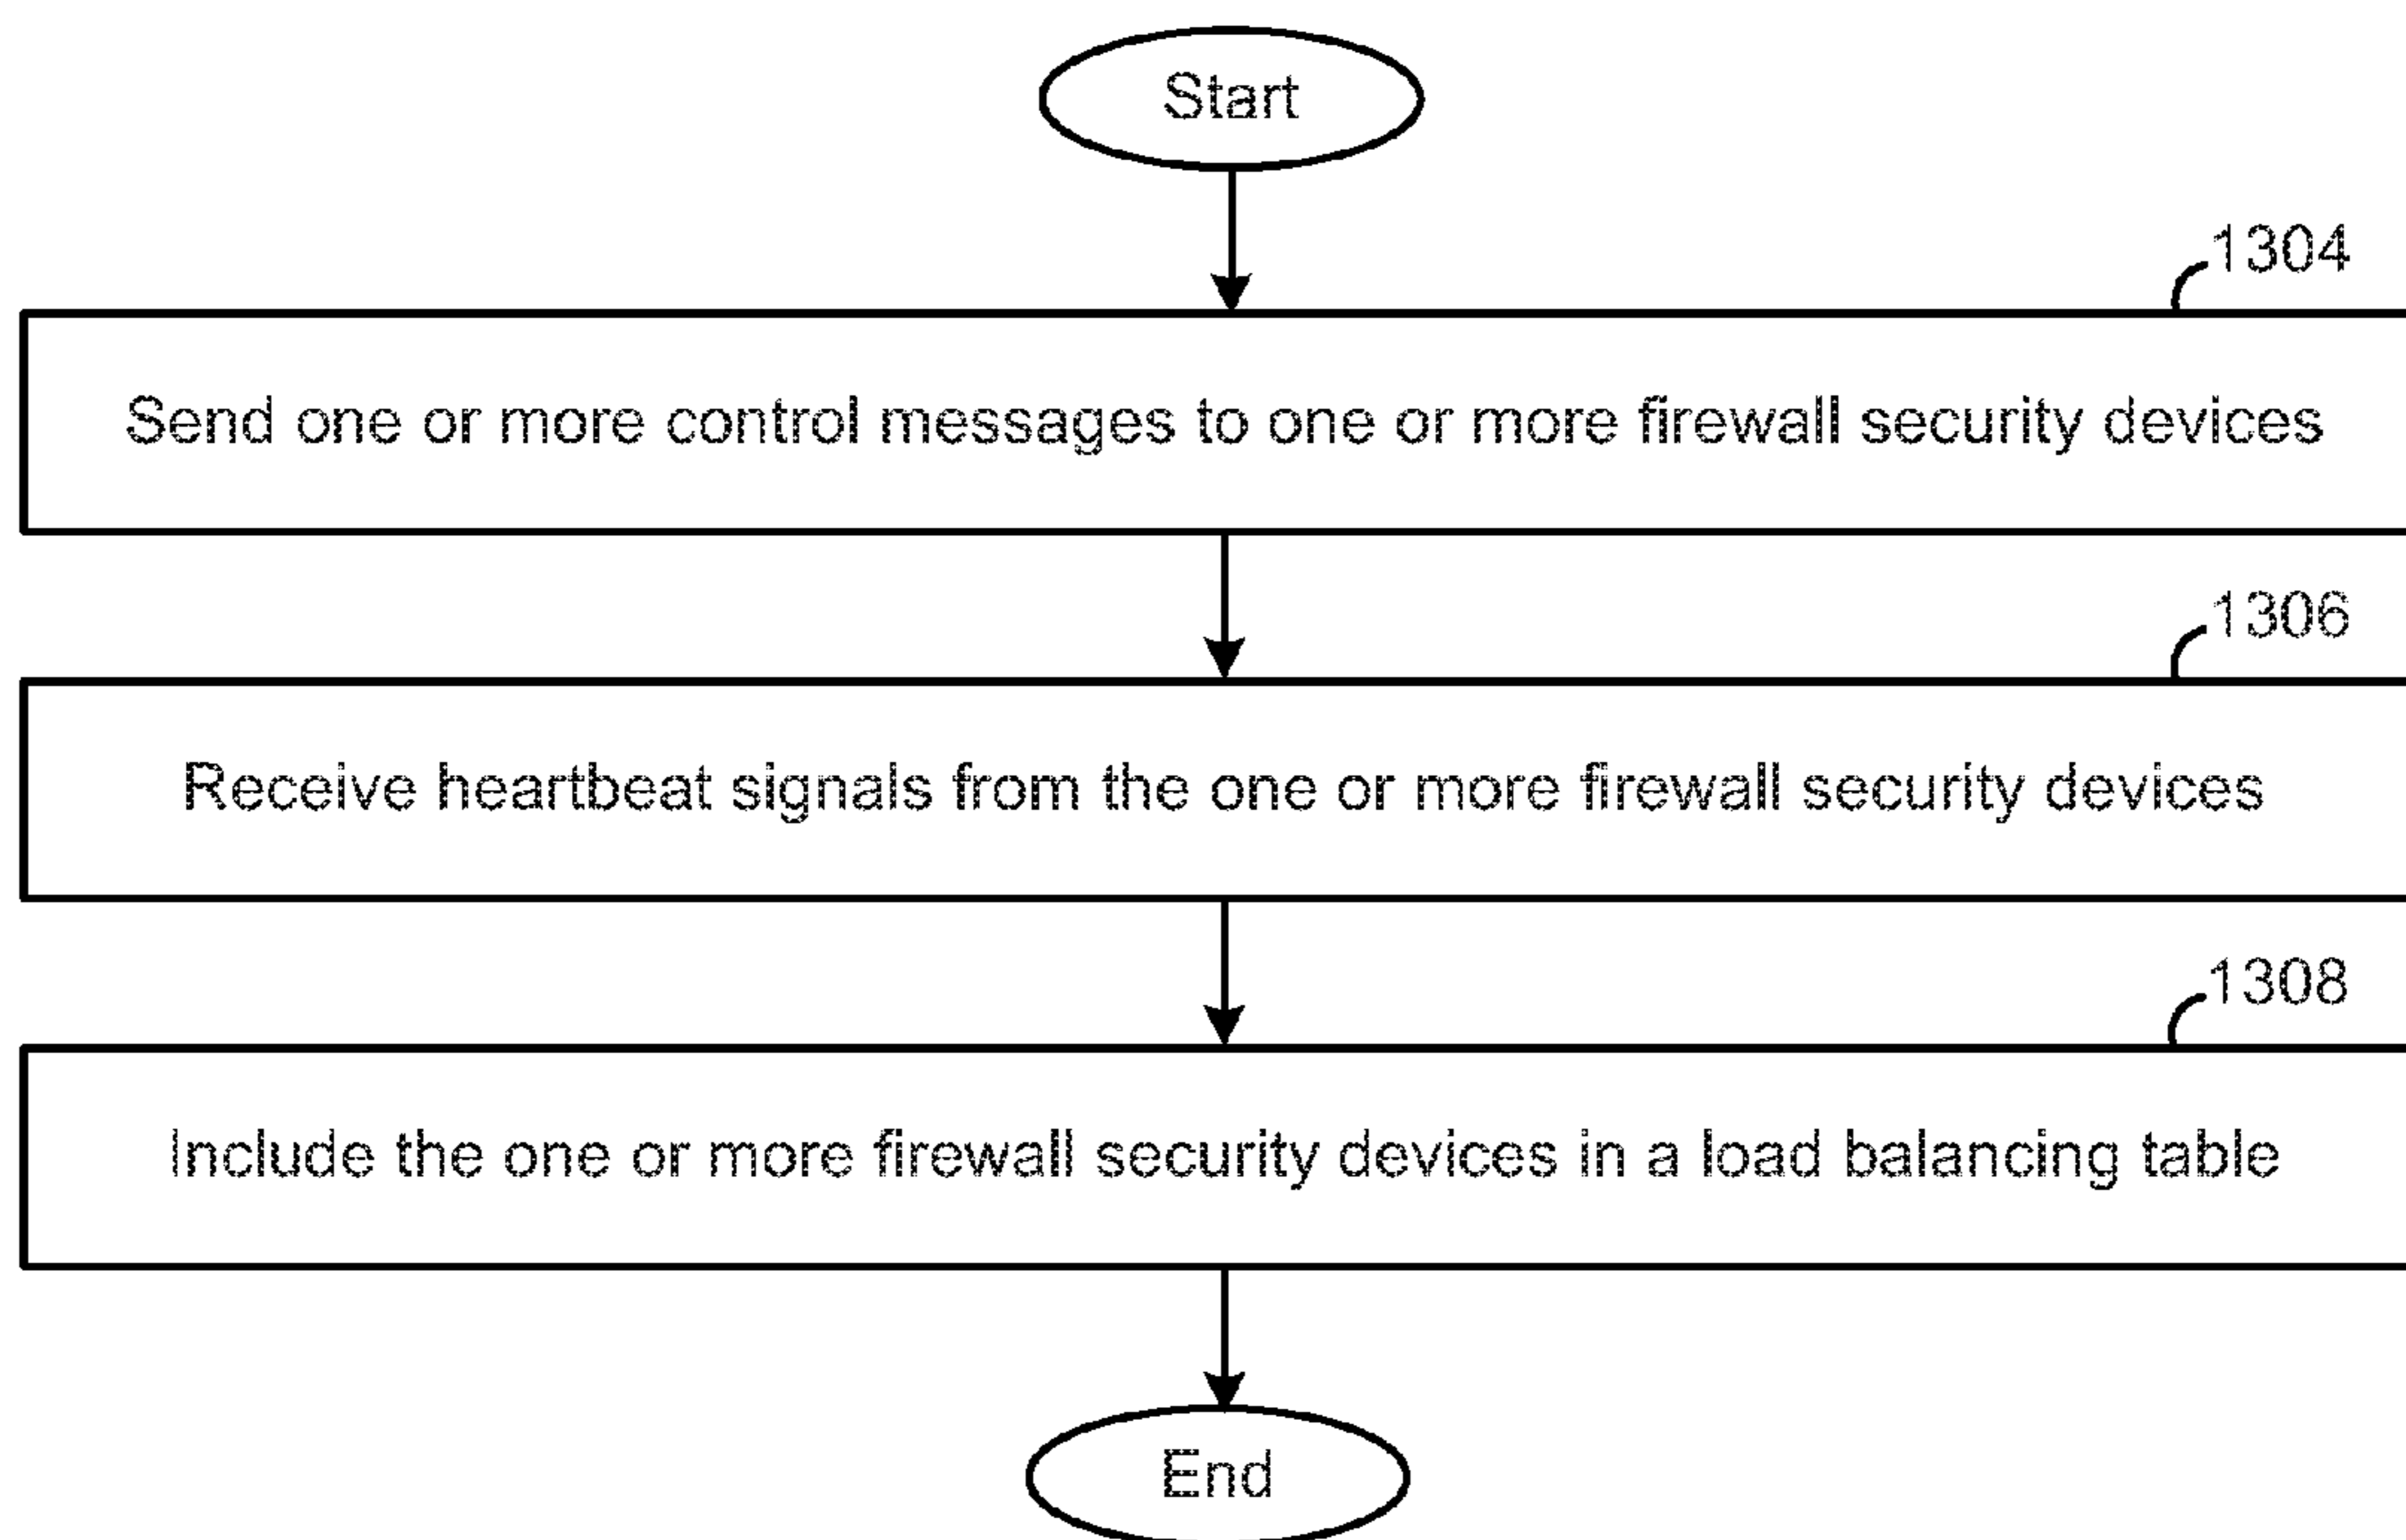 Start
1304
Send one or more control messages to one or more firewall security devices
1306
Receive heartbeat signals from the one or more firewall security devices
1308
Include the one or more firewall security devices in a load balancing table
End